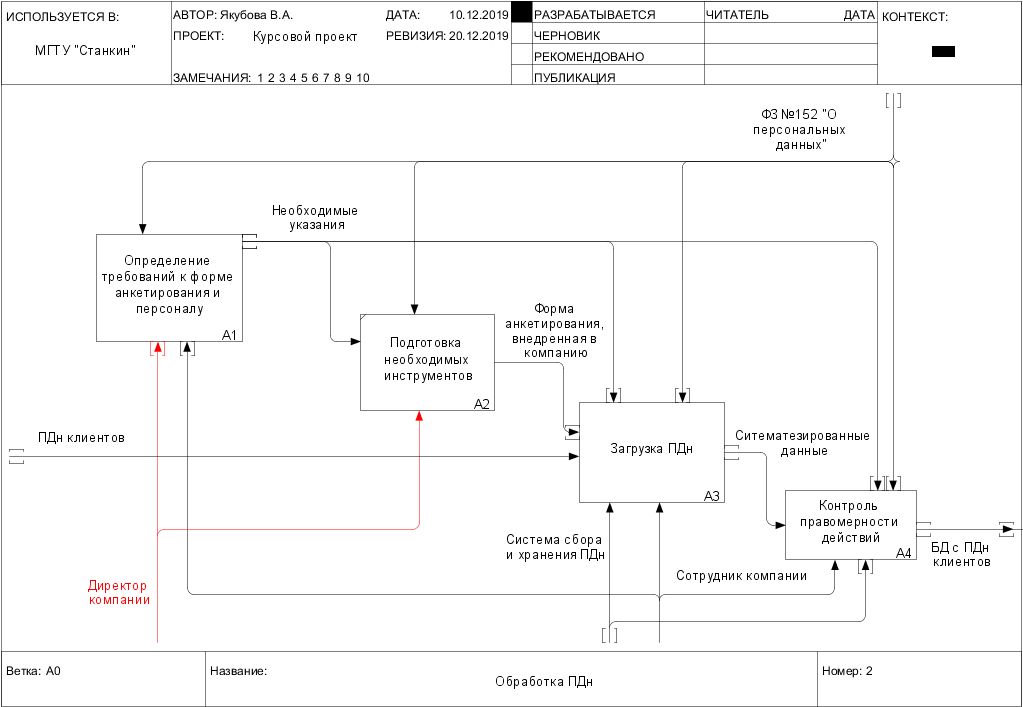 ИСПОЛЬЗУЕТСЯ В:
МГТУ "Станкин"
АВТОР: Якубова В.А.
ДАТА: 10.12.2019
ПРОЕКТ: Курсовой проект
РЕВИЗИЯ: 20.12.2019
ЗАМЕЧАНИЯ: 1 2 3 4 5 6 7 8 9 10
РАЗРАБАТЫВАЕТСЯ
ЧЕРНОВИК
РЕКОМЕНДОВАНО
ПУБЛИКАЦИЯ
ЧИТАТЕЛЬ ДАТА
КОНТЕКСТ:
ФЗ №152 "О
персональных
данных"
Необходимые
указания
Определение
требований к форме
анкетирования и
персоналу
A1
Подготовка
необходимых
инструментов
A2
Форма
анкетирования,
внедренная в
компанию
ПДн клиентов
Загрузка ПДн
A3
Ситематезированные
данные
Контроль
правомерности
действий
A4
БД с ПДн
клиентов
Система сбора
и хранения ПДн
Сотрудник компании
Директор
компании
Ветка: A0
Название:
Обработка ПДн
Номер: 2